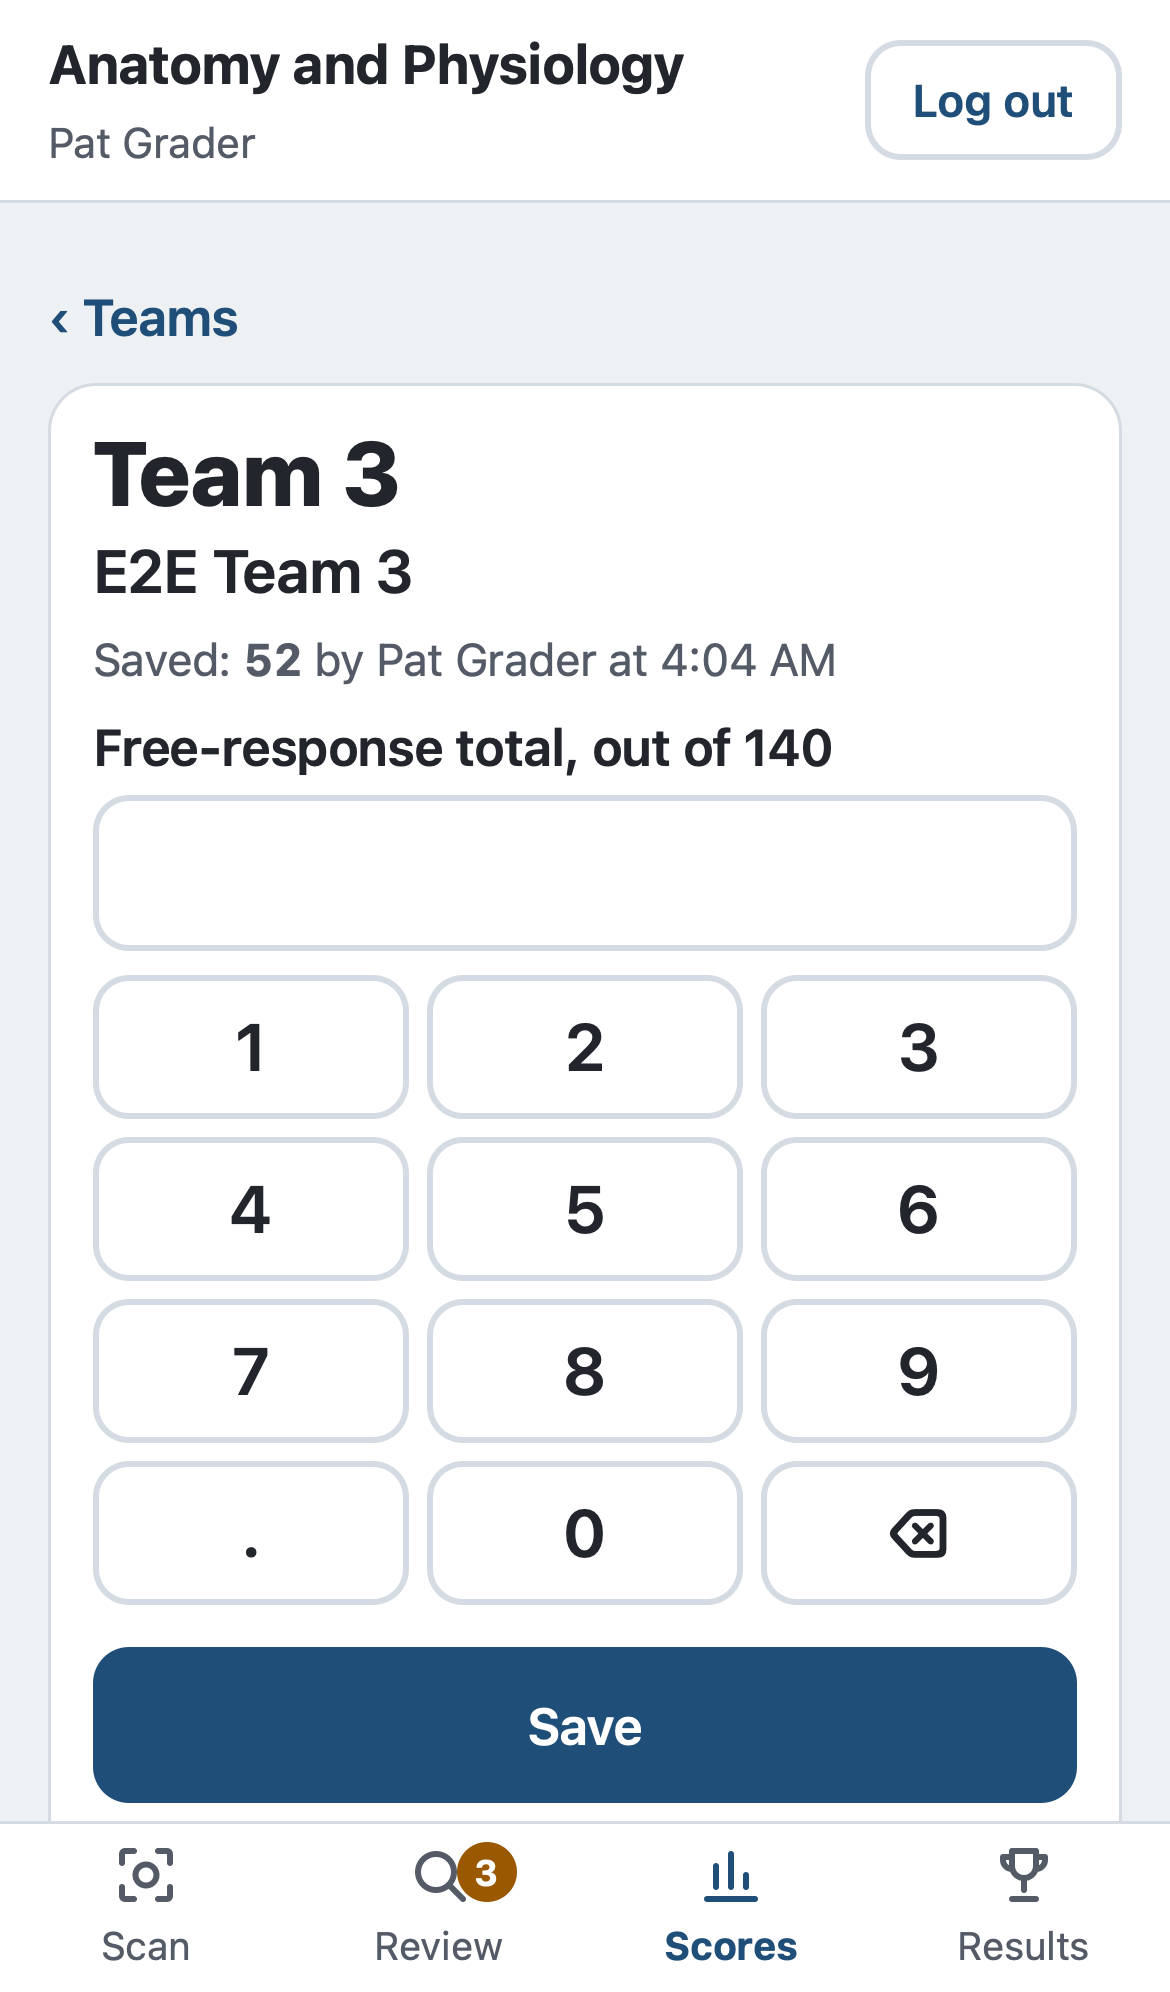 Anatomy and Physiology
Pat Grader
Log out
‹ Teams
Team 3
E2E Team 3
Saved: 52 by Pat Grader at 4:04 AM
Free-response total, out of 140
1 2 3
4 5 6
7 8 9
. 0
Save
3
Scan Review Scores Results